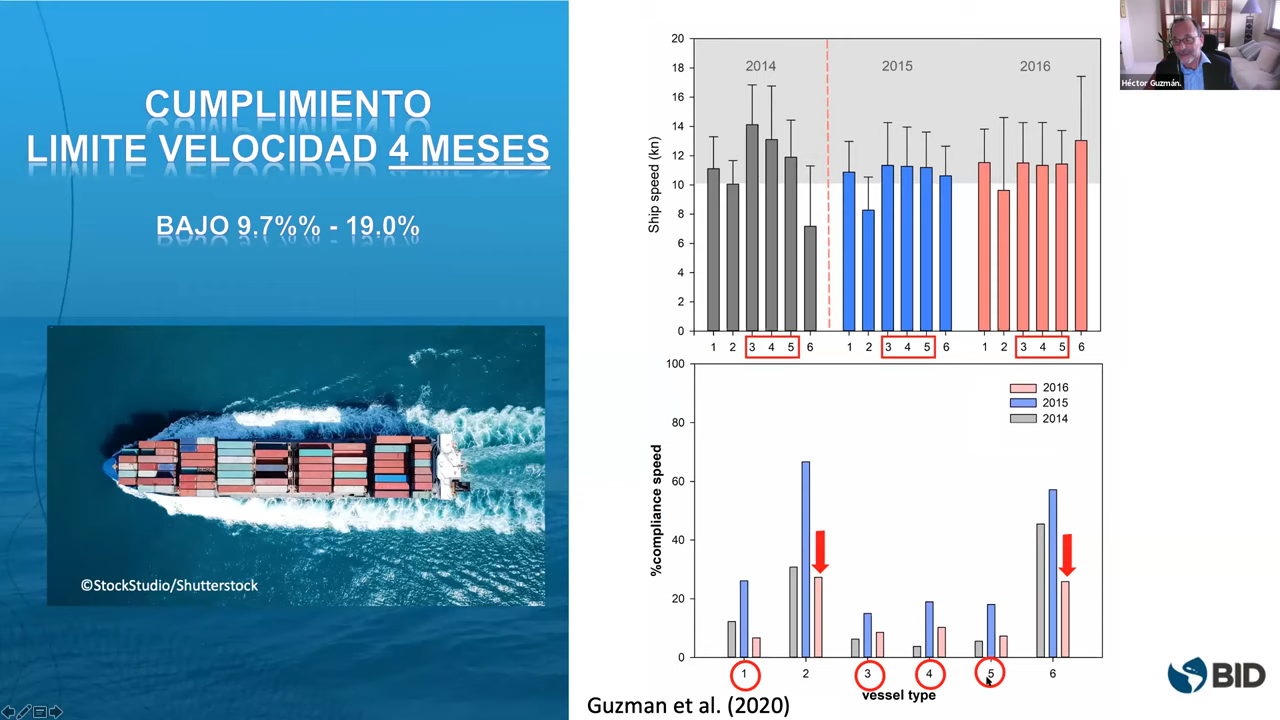 CUMPLIMIENTO
LIMITE VELOCIDAD 4 MESES
BAJO 9.7%% - 19.0%
©StockStudio/Shutterstock
Ship speed (kn)
20
18
16
14
12
10
8
6
4
2
0
2014
2015
2016
1 2 3 4 5 6 1 2 3 4 5 6 1 2 3 4 5 6
%compliance speed
100
80
60
40
20
0
2016
2015
2014
1 2 3 4 5 6
vessel type
Guzman et al. (2020)
Héctor Guzmán.
BID